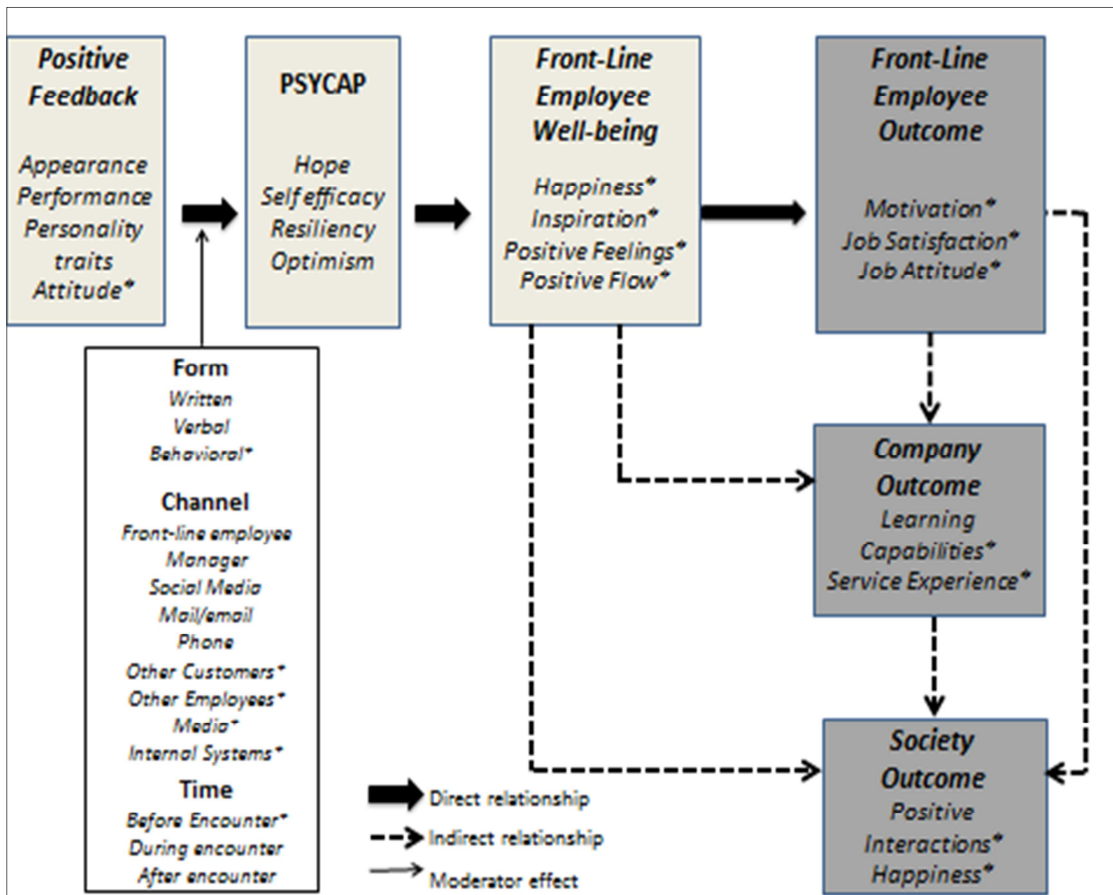 Positive
Feedback
Appearance
Performance
Personality
traits
Attitude*
PSYCAP
Hope
Self efficacy
Resiliency
Optimism
Front-Line
Employee
Well-being
Happiness*
Inspiration*
Positive Feelings*
Positive Flow*
Front-Line
Employee
Outcome
Motivation*
Job Satisfaction*
Job Attitude*
Form
Written
Verbal
Behavioral*
Channel
Front-line employee
Manager
Social Media
Mail/email
Phone
Other Customers*
Other Employees*
Media*
Internal Systems*
Time
Before Encounter*
During encounter
After encounter
Company
Outcome
Learning
Capabilities*
Service Experience*
Society
Outcome
Positive
Interactions*
Happiness*
Direct relationship
Indirect relationship
Moderator effect